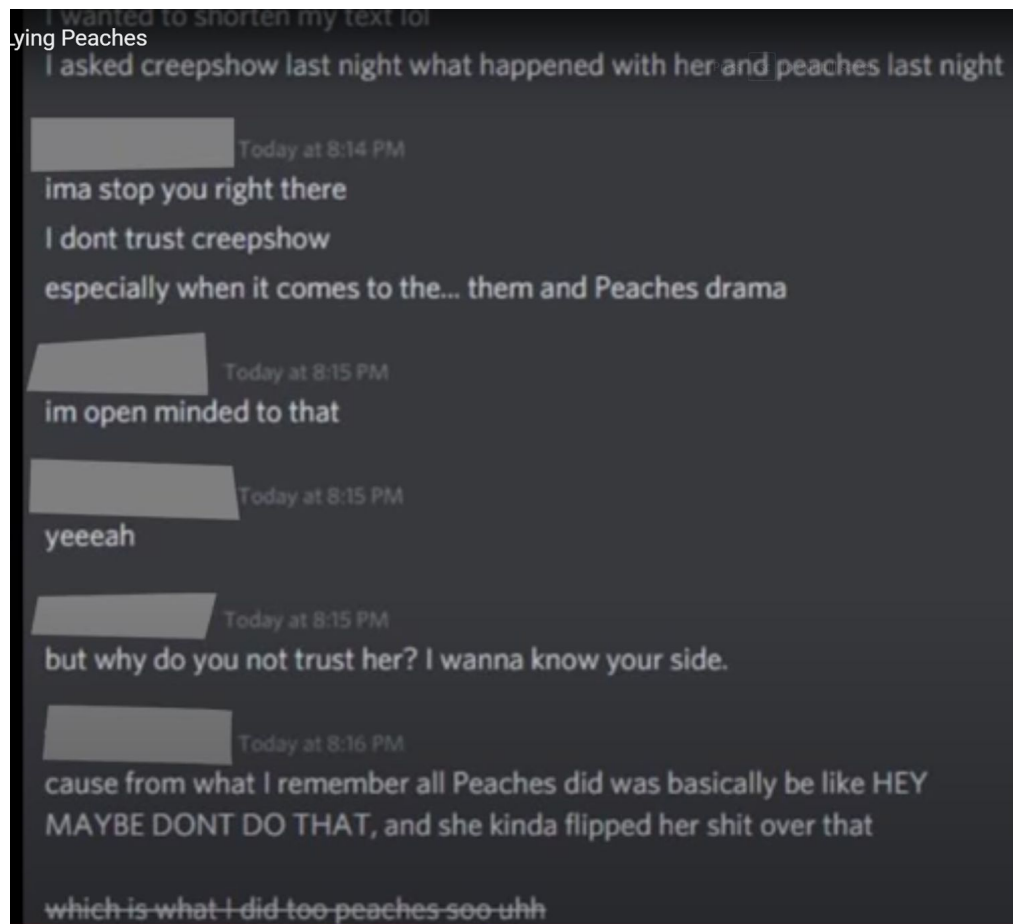 I wanted to shorten my text lol
Lying Peaches
I asked creepshow last night what happened with her and peaches last night
Today at 8:14 PM
ima stop you right there
I dont trust creepshow
especially when it comes to the... them and Peaches drama
Today at 8:15 PM
im open minded to that
Today at 8:15 PM
yeeeah
Today at 8:15 PM
but why do you not trust her? I wanna know your side.
Today at 8:16 PM
cause from what I remember all Peaches did was basically be like HEY
MAYBE DONT DO THAT, and she kinda flipped her shit over that
which is what I did too peaches soo uhh